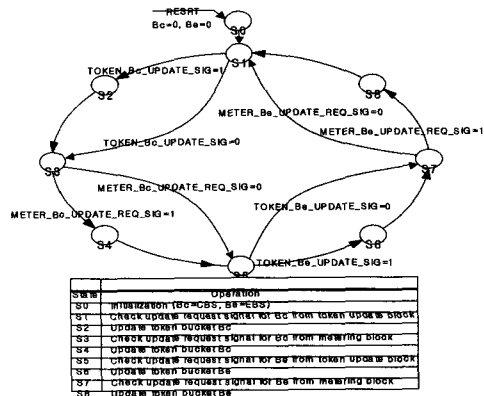 RESRT
Bc=0, Be=0
S0
S1
TOKEN_Bc_UPDATE_SIG=1
S2
S8
METER_Be_UPDATE_REQ_SIG=0
METER_Be_UPDATE_REQ_SIG=1
TOKEN_Bc_UPDATE_SIG=0
S3
S7
METER_Bc_UPDATE_REQ_SIG=0
TOKEN_Be_UPDATE_SIG=0
METER_Bc_UPDATE_REQ_SIG=1
S4
S6
S5
TOKEN_Be_UPDATE_SIG=1
State Operation
S0 Initialization (Bc=CBS, Be=EBS)
S1 Check update request signal for Bc from token update block
S2 Update token bucket Bc
S3 Check update request signal for Bc from metering block
S4 Update token bucket Bc
S5 Check update request signal for Be from token update block
S6 Update token bucket Be
S7 Check update request signal for Be from metering block
S8 Update token bucket Be